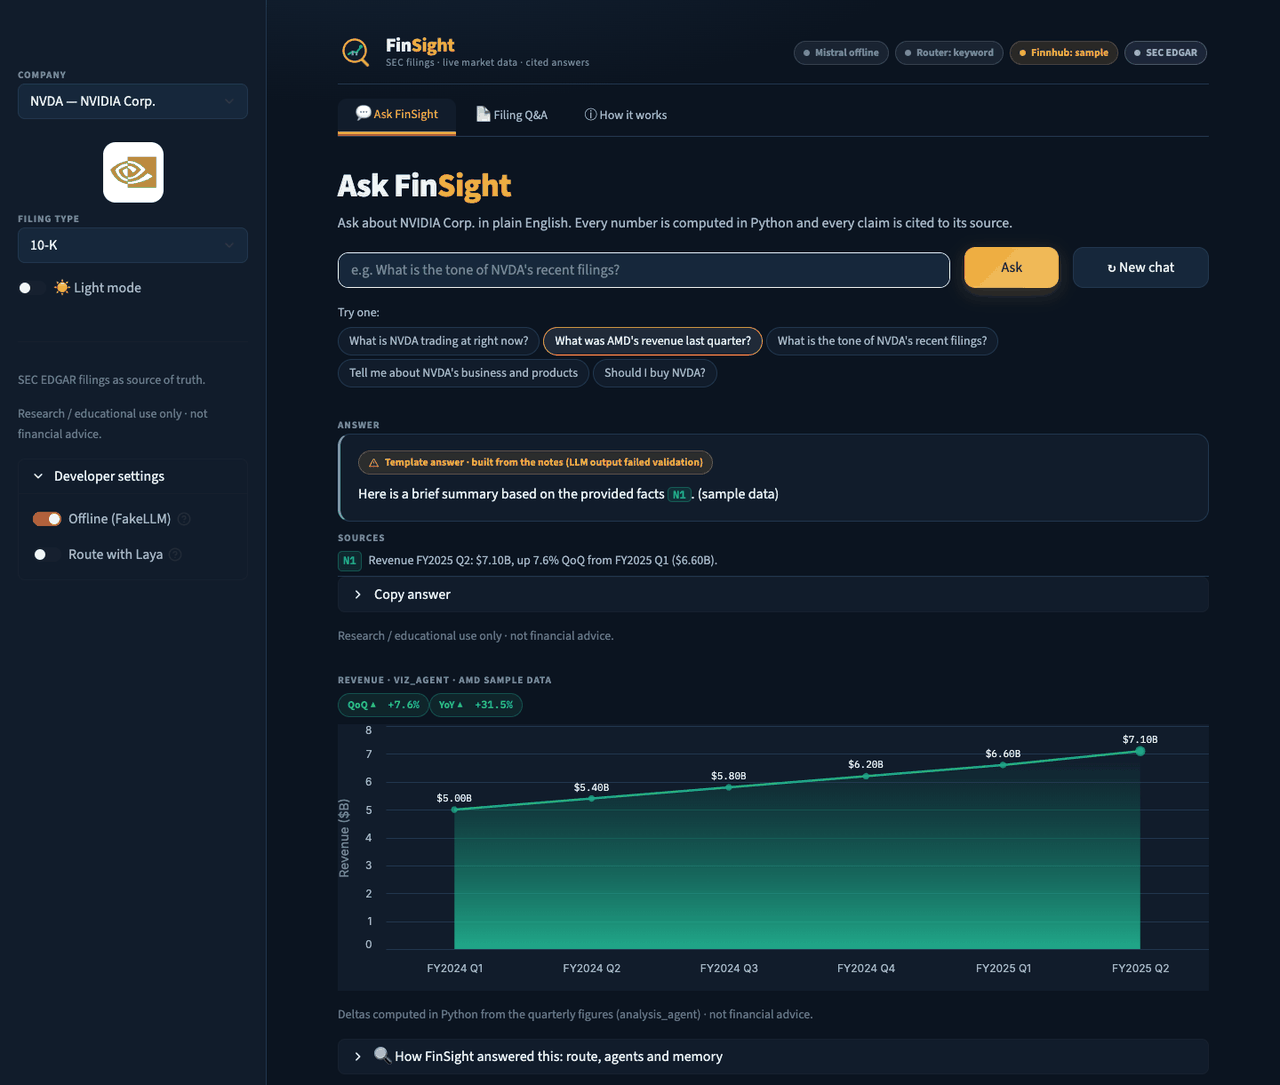 COMPANY
NVDA — NVIDIA Corp.
FILING TYPE
10-K
Light mode
SEC EDGAR filings as source of truth.
Research / educational use only · not
financial advice.
Developer settings
Offline (FakeLLM)
Route with Laya
FinSight
SEC filings · live market data · cited answers
Mistral offline
Router: keyword
Finnhub: sample
SEC EDGAR
Ask FinSight
Filing Q&A
How it works
Ask FinSight
Ask about NVIDIA Corp. in plain English. Every number is computed in Python and every claim is cited to its source.
e.g. What is the tone of NVDA's recent filings?
Ask
↻ New chat
Try one:
What is NVDA trading at right now?
What was AMD's revenue last quarter?
What is the tone of NVDA's recent filings?
Tell me about NVDA's business and products
Should I buy NVDA?
ANSWER
⚠ Template answer · built from the notes (LLM output failed validation)
Here is a brief summary based on the provided facts N1. (sample data)
SOURCES
N1 Revenue FY2025 Q2: $7.10B, up 7.6% QoQ from FY2025 Q1 ($6.60B).
Copy answer
Research / educational use only · not financial advice.
REVENUE · VIZ_AGENT · AMD SAMPLE DATA
QoQ ▲ +7.6%
YoY ▲ +31.5%
Revenue ($B)
8
7
6
5
4
3
2
1
0
$5.00B
$5.40B
$5.80B
$6.20B
$6.60B
$7.10B
FY2024 Q1
FY2024 Q2
FY2024 Q3
FY2024 Q4
FY2025 Q1
FY2025 Q2
Deltas computed in Python from the quarterly figures (analysis_agent) · not financial advice.
How FinSight answered this: route, agents and memory